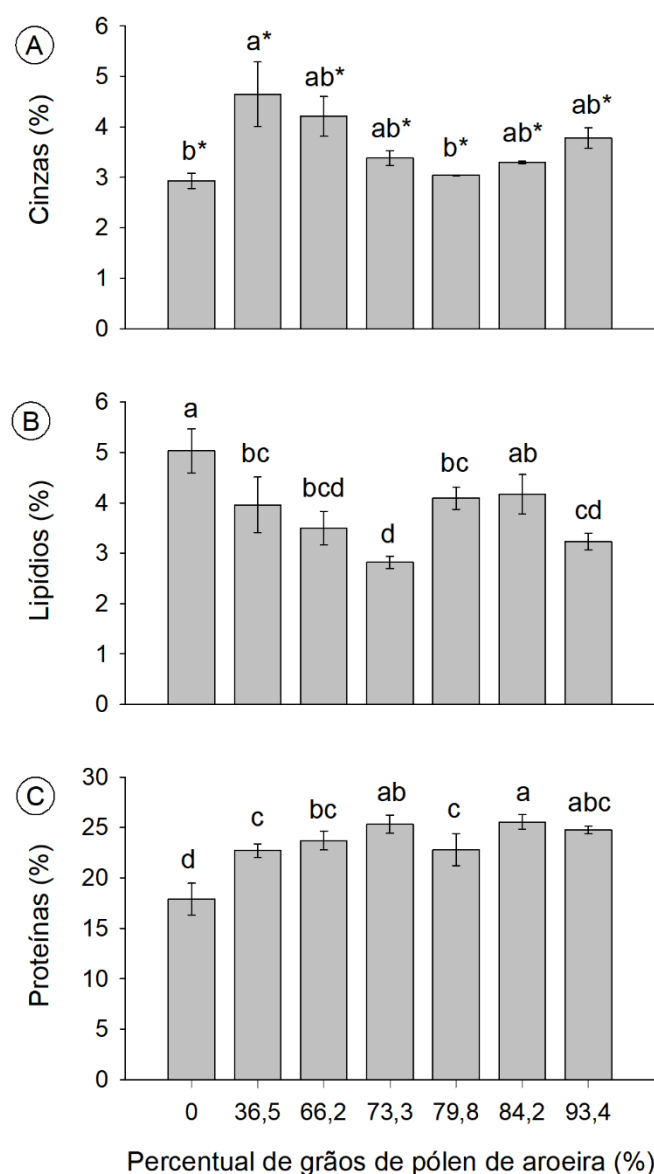 A
Cinzas (%)
6
5
4
3
2
1
0
b*
a*
ab*
ab*
b*
ab*
ab*
B
Lipídios (%)
6
5
4
3
2
1
0
a
bc
bcd
d
bc
ab
cd
C
Proteínas (%)
30
25
20
15
10
5
0
d
c
bc
ab
c
a
abc
0 36,5 66,2 73,3 79,8 84,2 93,4
Percentual de grãos de pólen de aroeira (%)